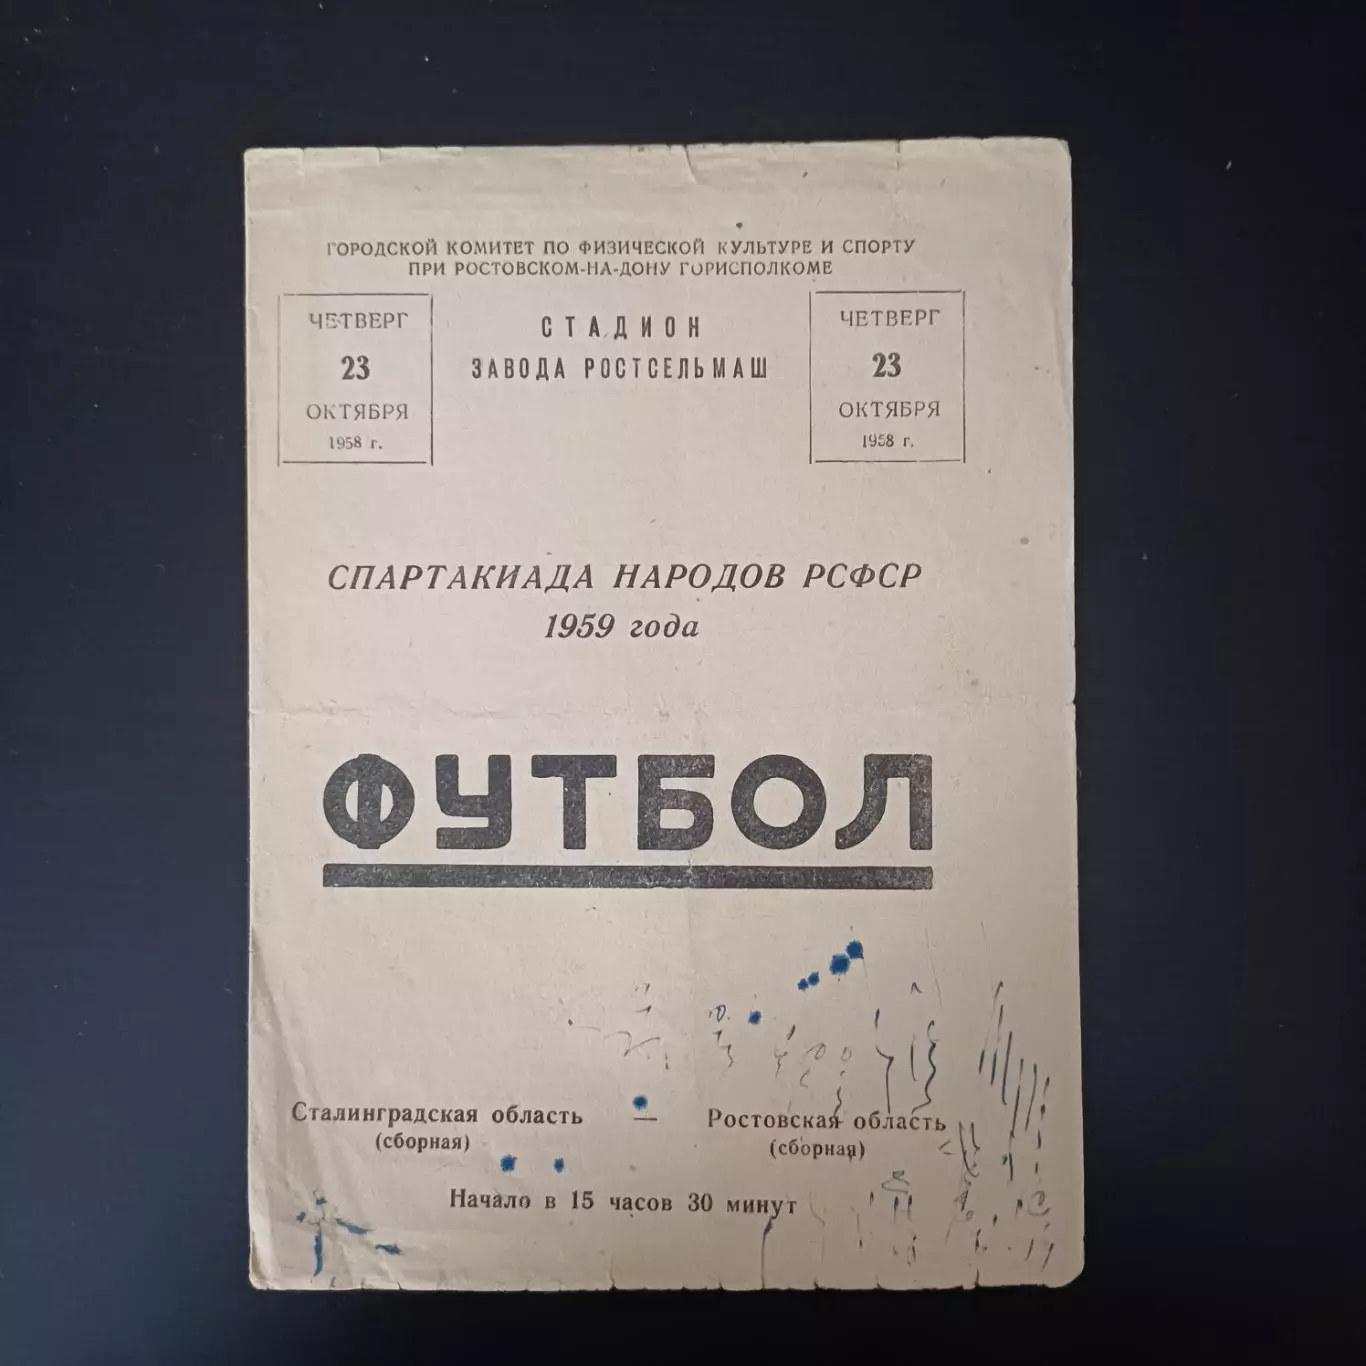 ГОРОДСКОЙ КОМИТЕТ ПО ФИЗИЧЕСКОЙ КУЛЬТУРЕ И СПОРТУ
ПРИ РОСТОВСКОМ-НА-ДОНУ ГОРИСПОЛКОМЕ
ЧЕТВЕРГ
23
ОКТЯБРЯ
1958 г.
СТАДИОН
ЗАВОДА РОСТСЕЛЬМАШ
ЧЕТВЕРГ
23
ОКТЯБРЯ
1958 г.
СПАРТАКИАДА НАРОДОВ РСФСР
1959 года
ФУТБОЛ
Сталинградская область — Ростовская область
(сборная) (сборная)
Начало в 15 часов 30 минут